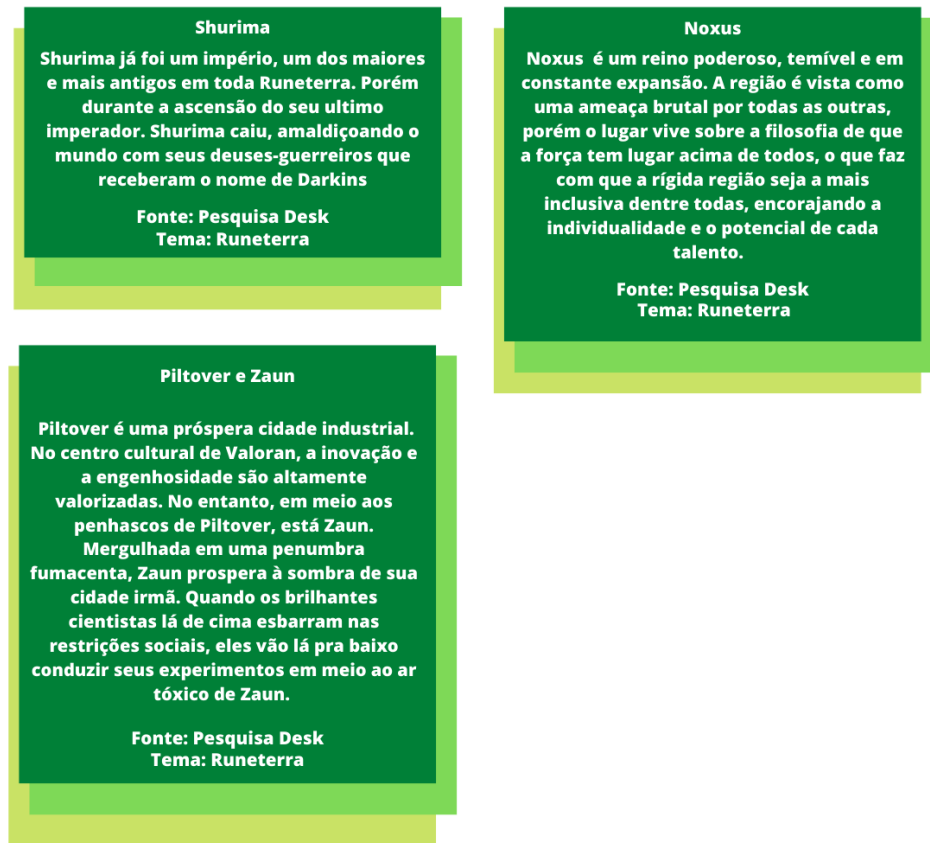 Shurima
Shurima já foi um império, um dos maiores
e mais antigos em toda Runeterra. Porém
durante a ascensão do seu ultimo
imperador. Shurima caiu, amaldiçoando o
mundo com seus deuses-guerreiros que
receberam o nome de Darkins
Fonte: Pesquisa Desk
Tema: Runeterra
Noxus
Noxus é um reino poderoso, temível e em
constante expansão. A região é vista como
uma ameaça brutal por todas as outras,
porém o lugar vive sobre a filosofia de que
a força tem lugar acima de todos, o que faz
com que a rígida região seja a mais
inclusiva dentre todas, encorajando a
individualidade e o potencial de cada
talento.
Fonte: Pesquisa Desk
Tema: Runeterra
Piltover e Zaun
Piltover é uma próspera cidade industrial.
No centro cultural de Valoran, a inovação e
a engenhosidade são altamente
valorizadas. No entanto, em meio aos
penhascos de Piltover, está Zaun.
Mergulhada em uma penumbra
fumacenta, Zaun prospera à sombra de sua
cidade irmã. Quando os brilhantes
cientistas lá de cima esbarram nas
restrições sociais, eles vão lá pra baixo
conduzir seus experimentos em meio ao ar
tóxico de Zaun.
Fonte: Pesquisa Desk
Tema: Runeterra